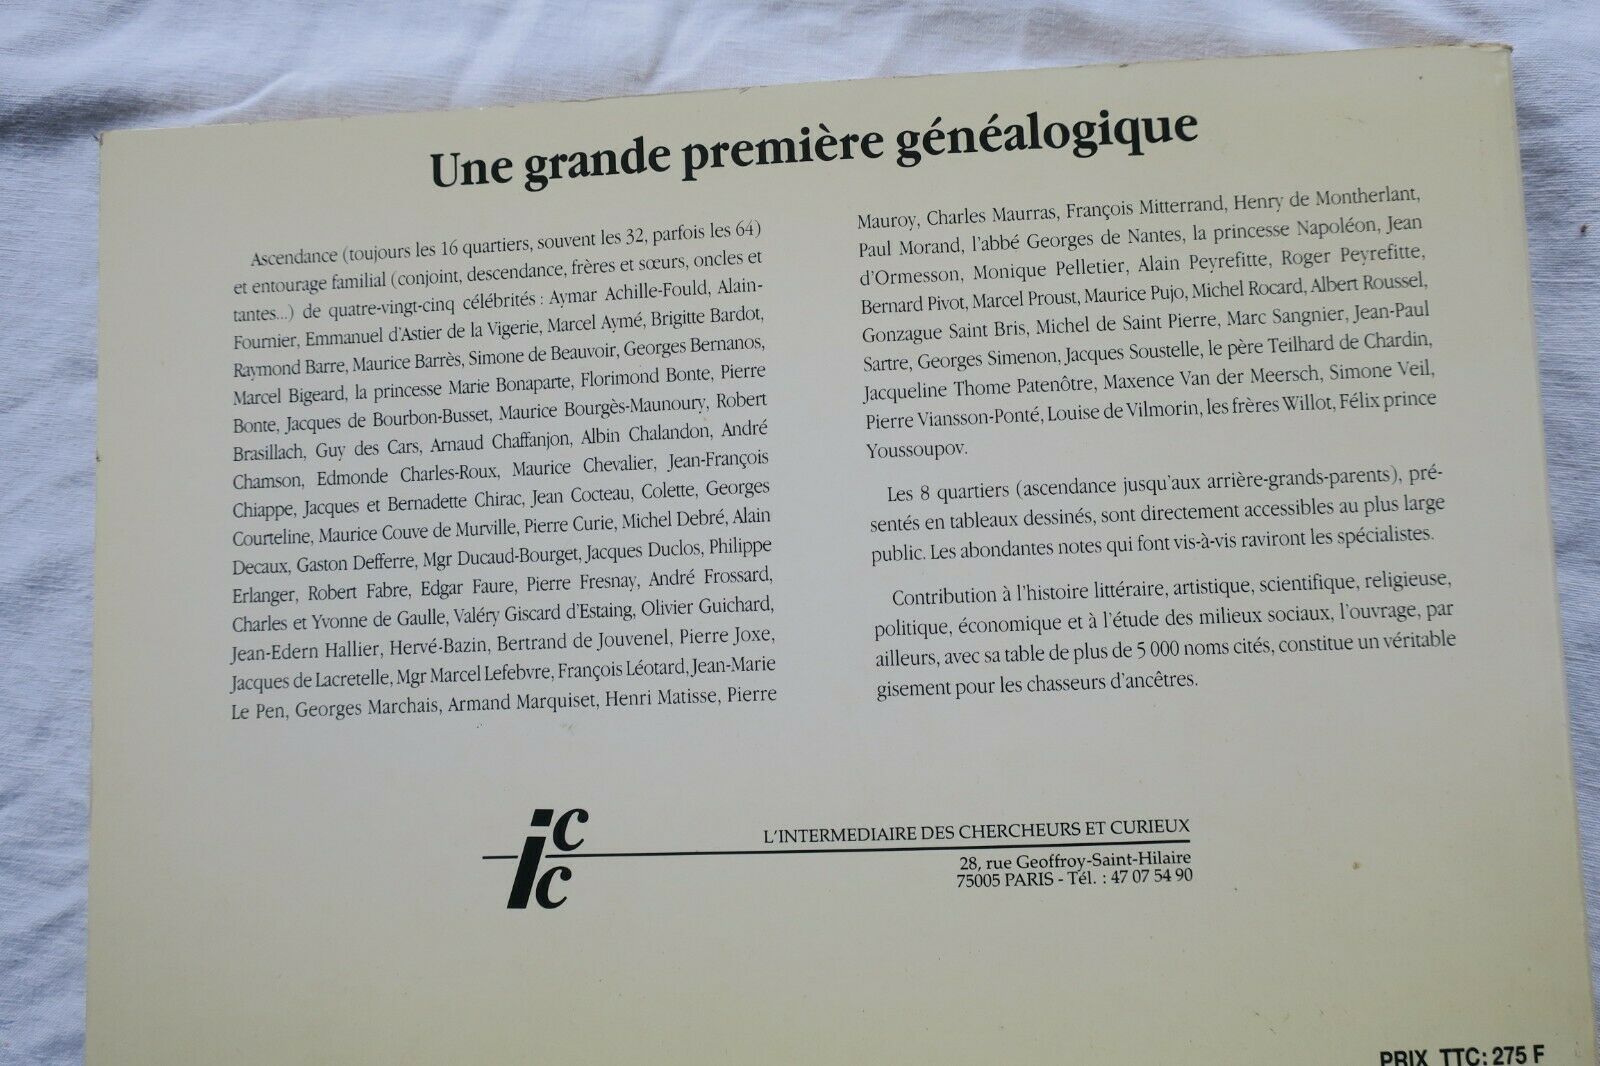 Une grande première généalogique
Ascendance (toujours les 16 quartiers, souvent les 32, parfois les 64)
et entourage familial (conjoint, descendance, frères et sœurs, oncles et
tantes...) de quatre-vingt-cinq célébrités : Aymar Achille-Fould, Alain-
Fournier, Emmanuel d'Astier de la Vigerie, Marcel Aymé, Brigitte Bardot,
Raymond Barre, Maurice Barrès, Simone de Beauvoir, Georges Bernanos,
Marcel Bigeard, la princesse Marie Bonaparte, Florimond Bonte, Pierre
Bonte, Jacques de Bourbon-Busset, Maurice Bourgès-Maunoury, Robert
Brasillach, Guy des Cars, Arnaud Chaffanjon, Albin Chalandon, André
Chamson, Edmonde Charles-Roux, Maurice Chevalier, Jean-François
Chiappe, Jacques et Bernadette Chirac, Jean Cocteau, Colette, Georges
Courteline, Maurice Couve de Murville, Pierre Curie, Michel Debré, Alain
Decaux, Gaston Defferre, Mgr Ducaud-Bourget, Jacques Duclos, Philippe
Erlanger, Robert Fabre, Edgar Faure, Pierre Fresnay, André Frossard,
Charles et Yvonne de Gaulle, Valéry Giscard d'Estaing, Olivier Guichard,
Jean-Edern Hallier, Hervé-Bazin, Bertrand de Jouvenel, Pierre Joxe,
Jacques de Lacretelle, Mgr Marcel Lefebvre, François Léotard, Jean-Marie
Le Pen, Georges Marchais, Armand Marquiset, Henri Matisse, Pierre
Mauroy, Charles Maurras, François Mitterrand, Henry de Montherlant,
Paul Morand, l'abbé Georges de Nantes, la princesse Napoléon, Jean
d'Ormesson, Monique Pelletier, Alain Peyrefitte, Roger Peyrefitte,
Bernard Pivot, Marcel Proust, Maurice Pujo, Michel Rocard, Albert Roussel,
Gonzague Saint Bris, Michel de Saint Pierre, Marc Sangnier, Jean-Paul
Sartre, Georges Simenon, Jacques Soustelle, le père Teilhard de Chardin,
Jacqueline Thome Patenôtre, Maxence Van der Meersch, Simone Veil,
Pierre Viansson-Ponté, Louise de Vilmorin, les frères Willot, Félix prince
Youssoupov.
Les 8 quartiers (ascendance jusqu'aux arrière-grands-parents), pré-
sentés en tableaux dessinés, sont directement accessibles au plus large
public. Les abondantes notes qui font vis-à-vis raviront les spécialistes.
Contribution à l'histoire littéraire, artistique, scientifique, religieuse,
politique, économique et à l'étude des milieux sociaux, l'ouvrage, par
ailleurs, avec sa table de plus de 5 000 noms cités, constitue un véritable
gisement pour les chasseurs d'ancêtres.
icc
L'INTERMEDIAIRE DES CHERCHEURS ET CURIEUX
28, rue Geoffroy-Saint-Hilaire
75005 PARIS - Tél. : 47 07 54 90
PRIX TTC: 275 F